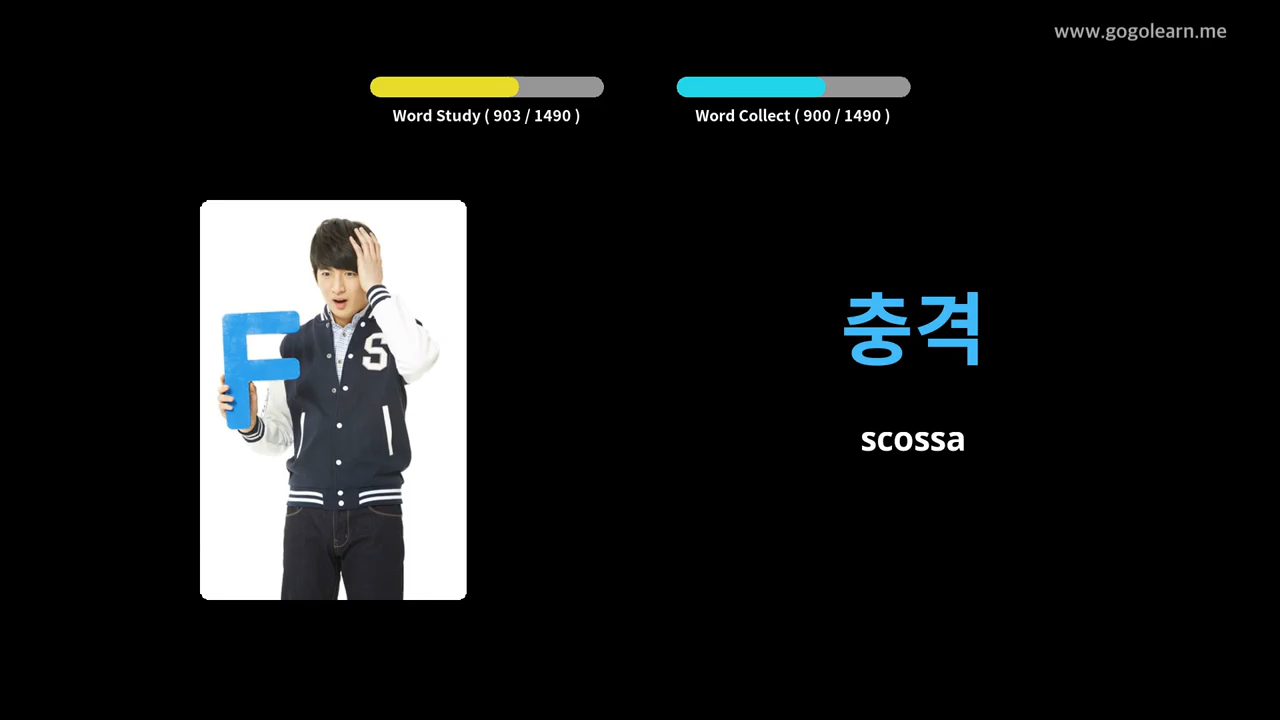 www.gogolearn.me
Word Study ( 903 / 1490 )
Word Collect ( 900 / 1490 )
F
S
충격
scossa